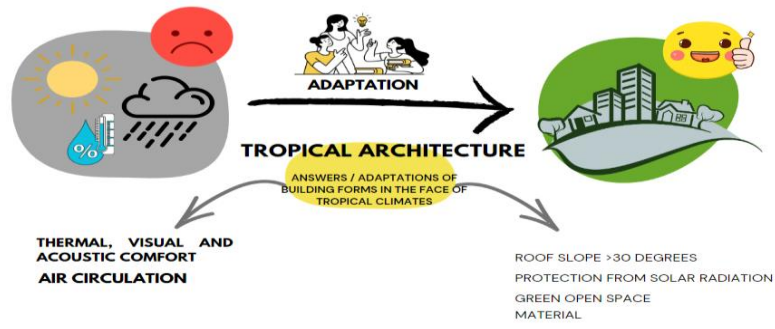 ADAPTATION
%
TROPICAL ARCHITECTURE
ANSWERS / ADAPTATIONS OF
BUILDING FORMS IN THE FACE OF
TROPICAL CLIMATES
THERMAL, VISUAL AND
ACOUSTIC COMFORT
AIR CIRCULATION
ROOF SLOPE >30 DEGREES
PROTECTION FROM SOLAR RADIATION
GREEN OPEN SPACE
MATERIAL